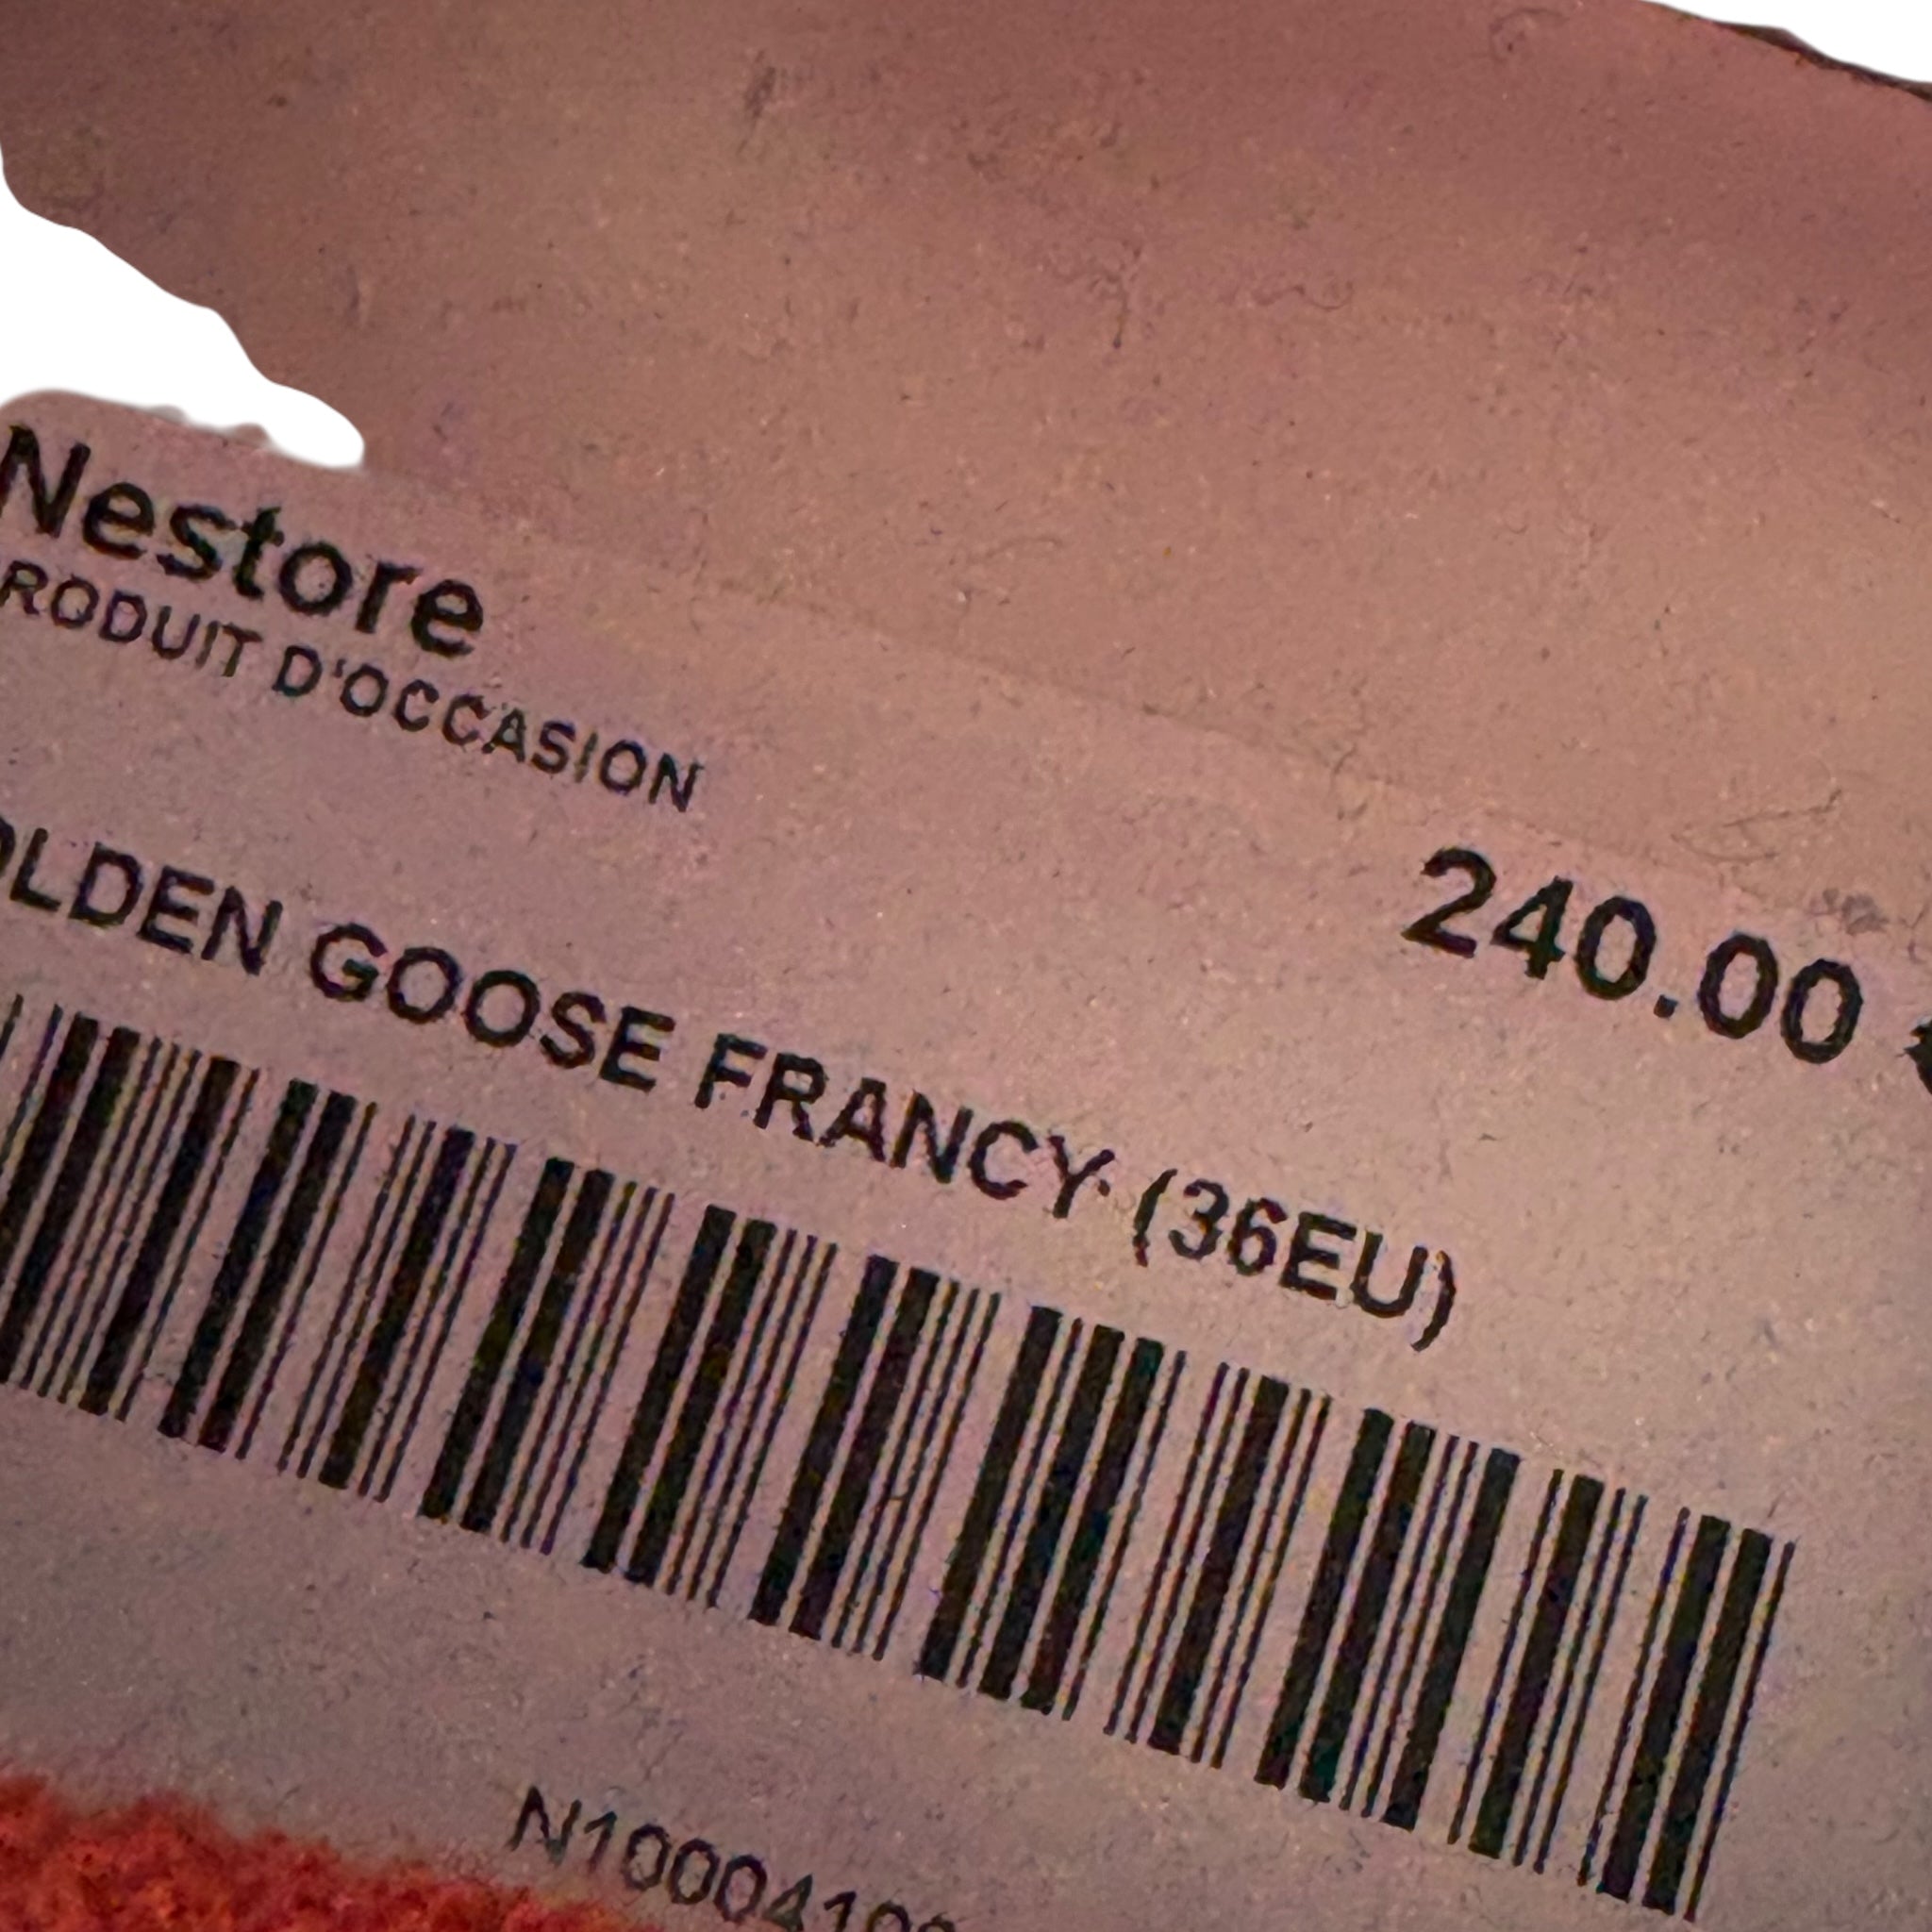 Nestore
RODUIT D'OCCASION
240.00 €
OLDEN GOOSE FRANCY (36EU)